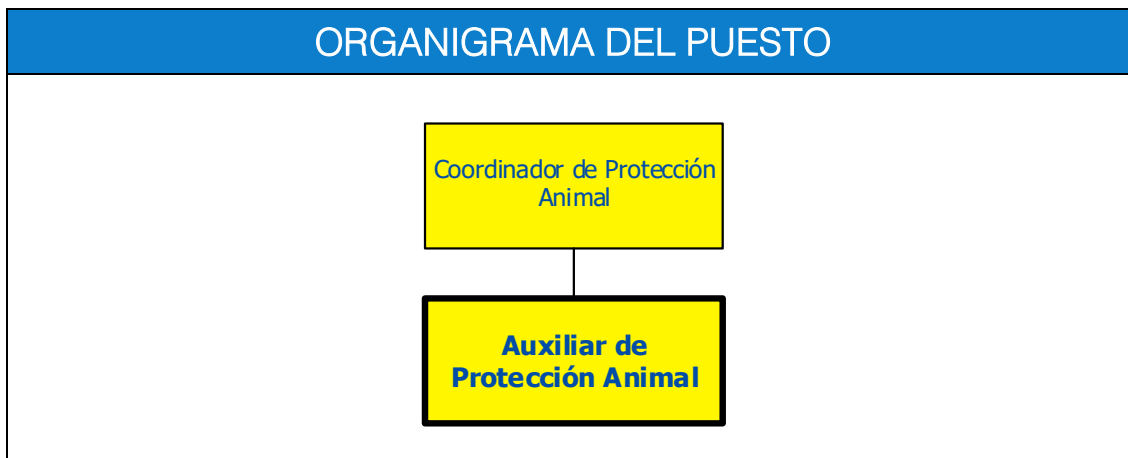 ORGANIGRAMA DEL PUESTO
Coordinador de Protección
Animal
Auxiliar de
Protección Animal